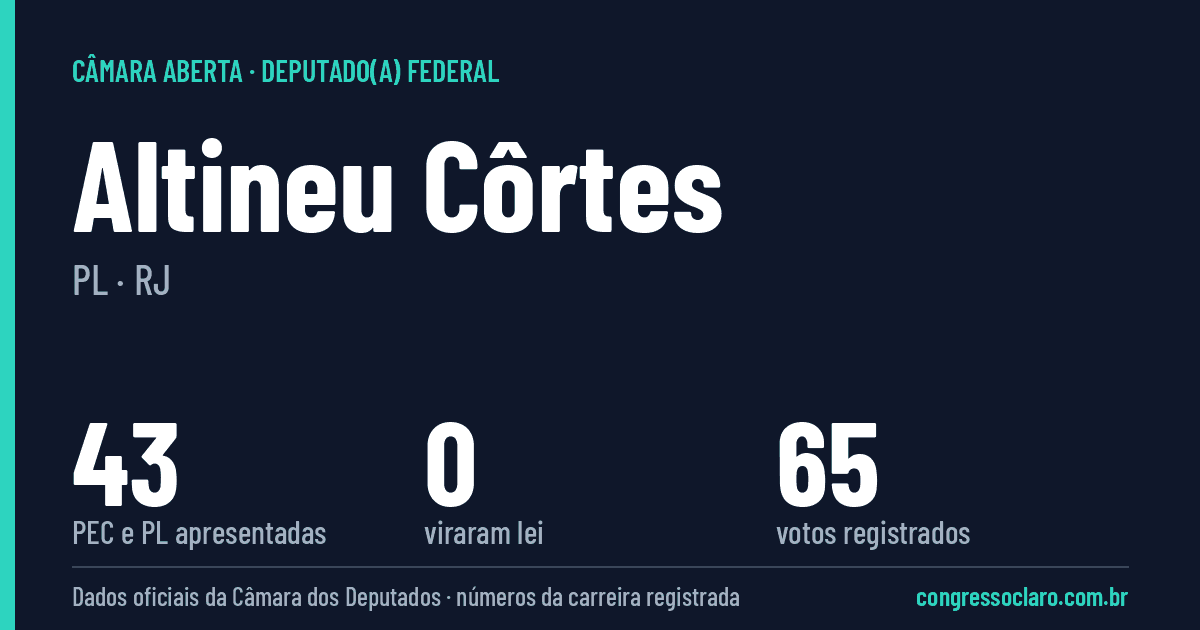 CÂMARA ABERTA · DEPUTADO(A) FEDERAL
Altineu Côrtes
PL · RJ
43 0 65
PEC e PL apresentadas viraram lei votos registrados
Dados oficiais da Câmara dos Deputados · números da carreira registrada congressoclaro.com.br